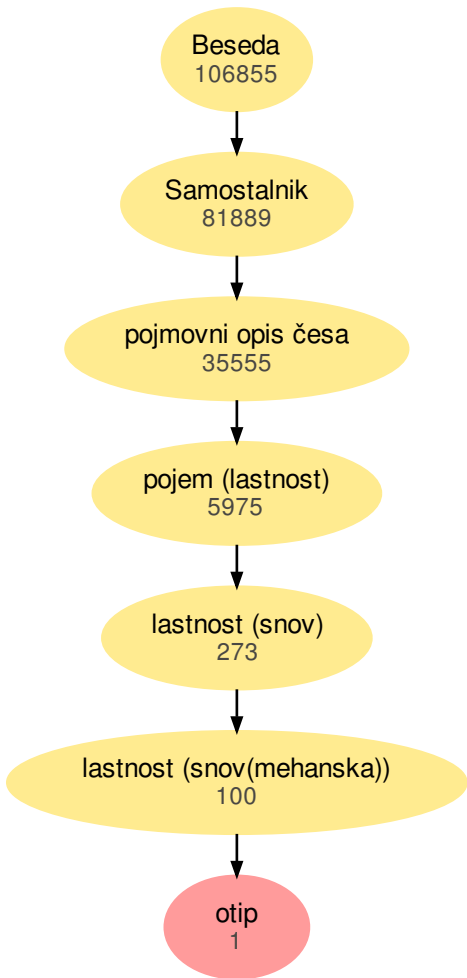 Beseda
106855
Samostalnik
81889
pojmovni opis česa
35555
pojem (lastnost)
5975
lastnost (snov)
273
lastnost (snov(mehanska))
100
otip
1